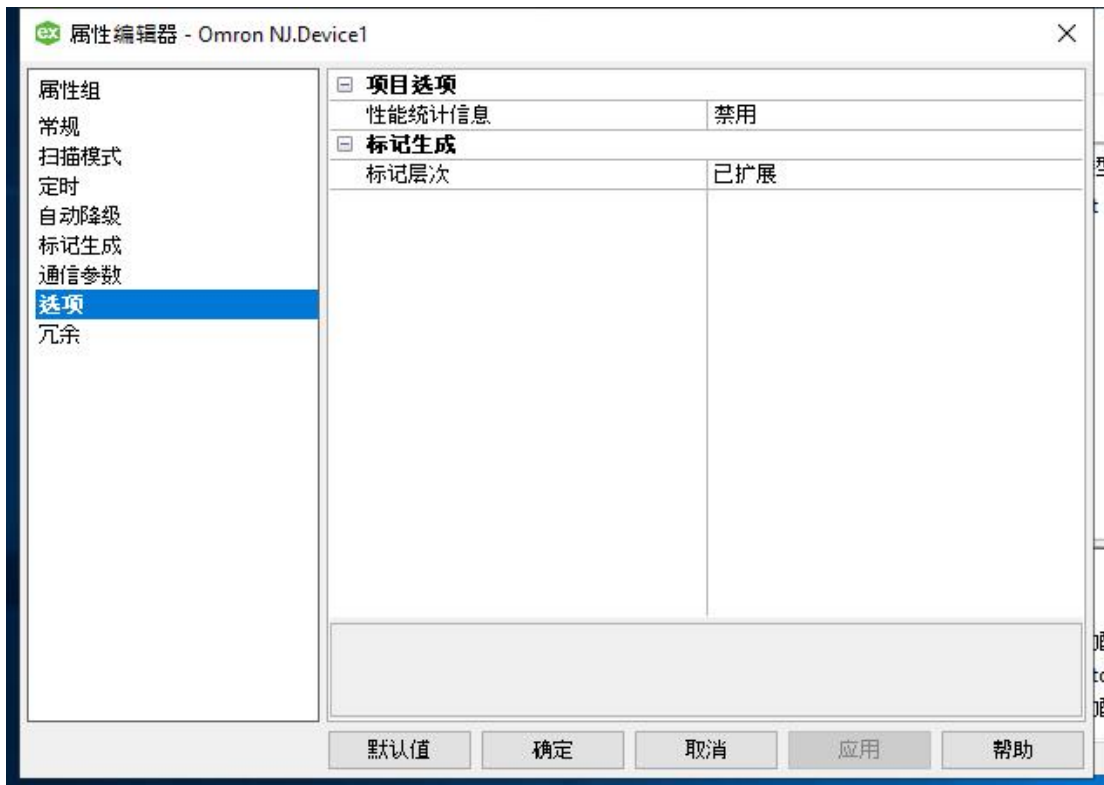 ex 属性编辑器 - Omron NJ.Device1
属性组
常规
扫描模式
定时
自动降级
标记生成
通信参数
选项
冗余
项目选项
性能统计信息 禁用
标记生成
标记层次 已扩展
默认值 确定 取消 应用 帮助